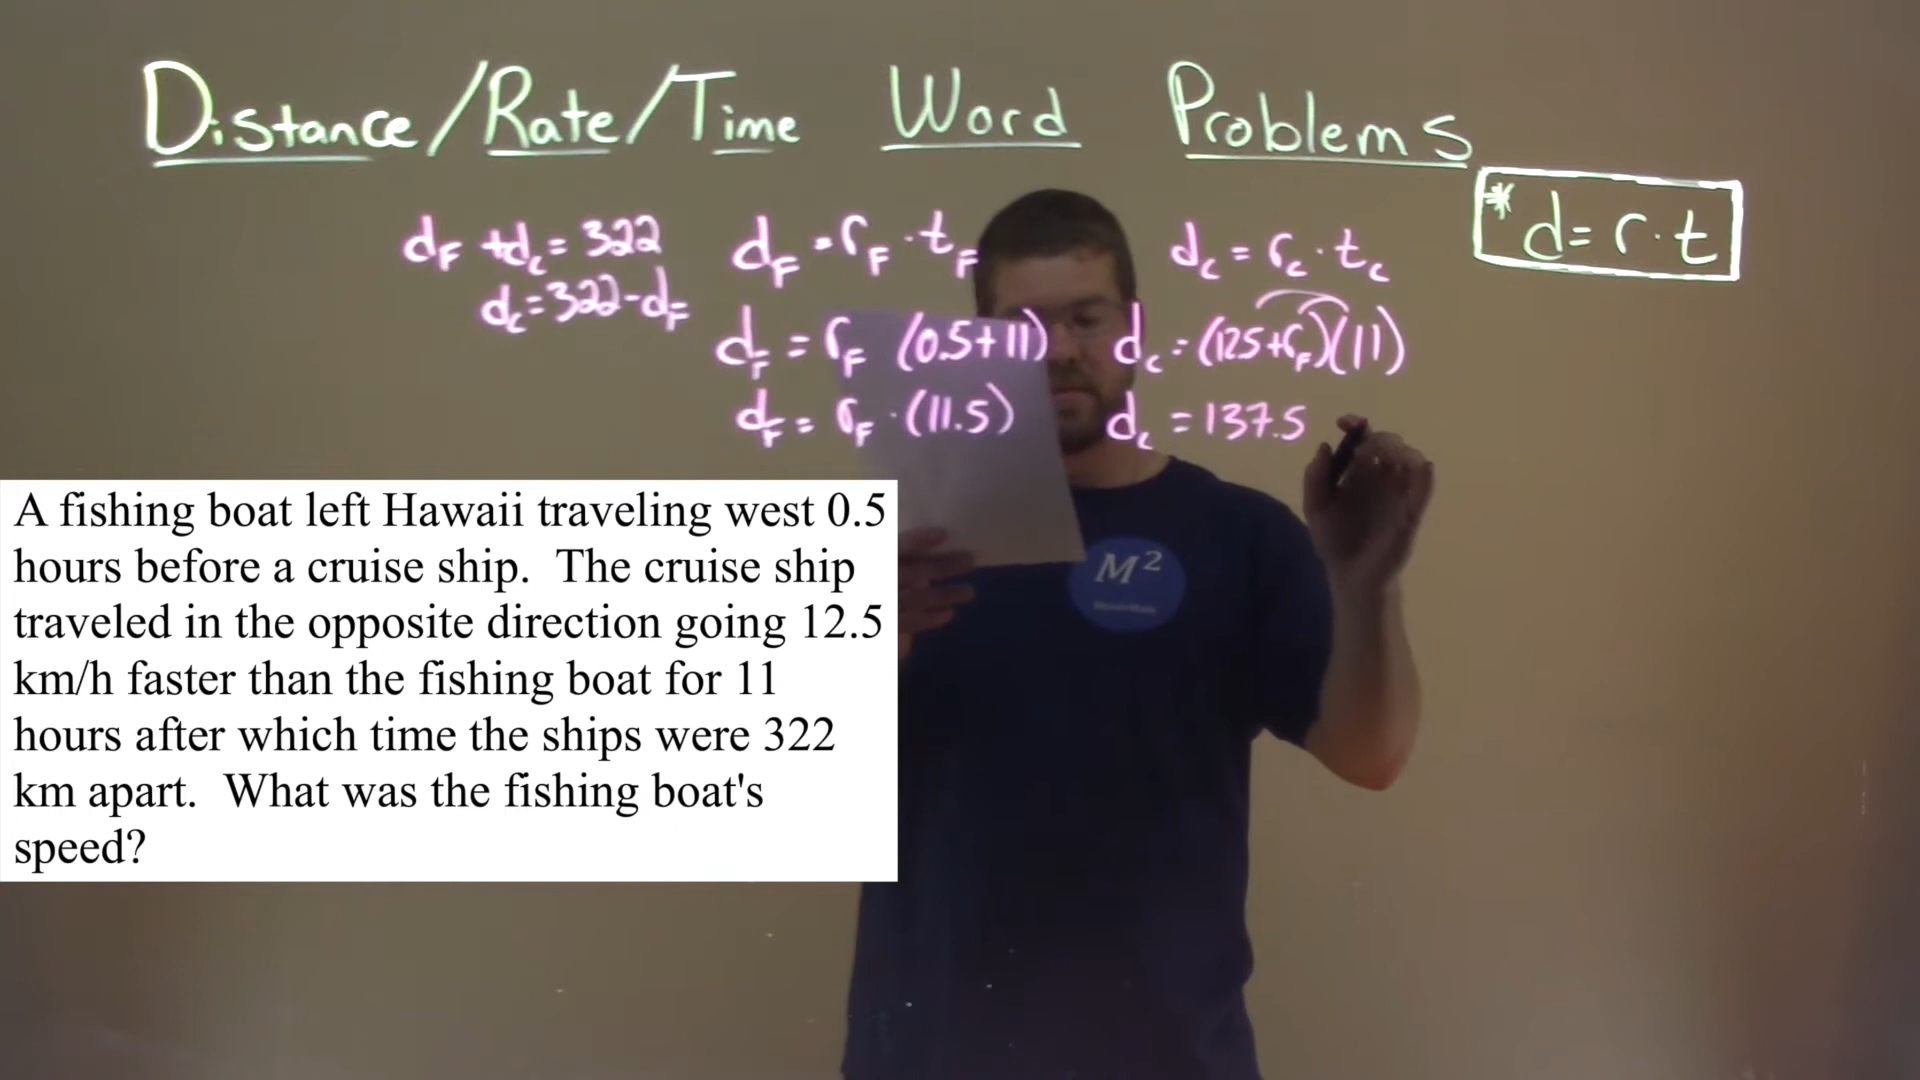 Distance/Rate/Time Word Problems
* d = r · t
dF + dc = 322
dc = 322 - dF
dF = rF · tF
dF = rF (0.5+11)
dF = rF · (11.5)
dc = rc · tc
dc = (12.5+rF)(11)
dc = 137.5
A fishing boat left Hawaii traveling west 0.5
hours before a cruise ship. The cruise ship
traveled in the opposite direction going 12.5
km/h faster than the fishing boat for 11
hours after which time the ships were 322
km apart. What was the fishing boat's
speed?
M²